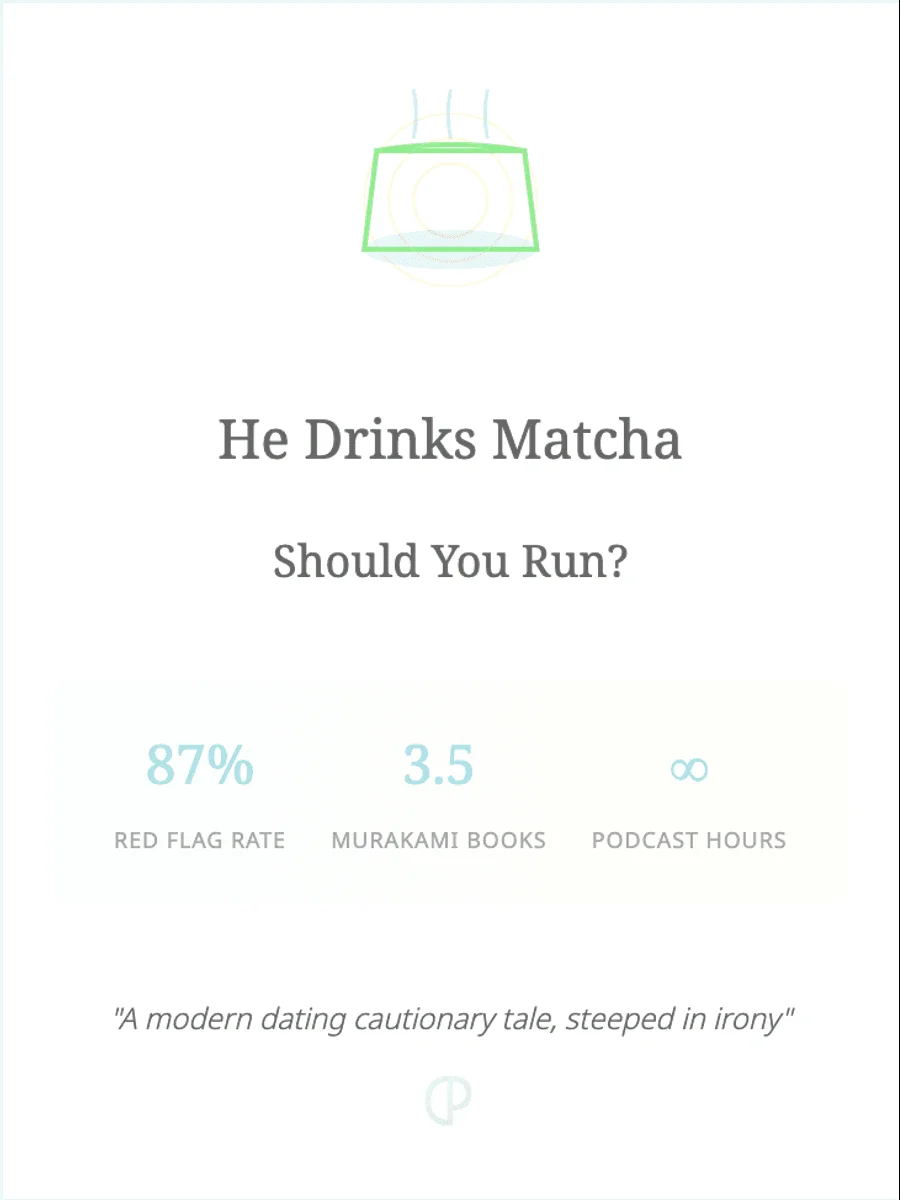 He Drinks Matcha
Should You Run?
87% 3.5 ∞
RED FLAG RATE MURAKAMI BOOKS PODCAST HOURS
"A modern dating cautionary tale, steeped in irony"